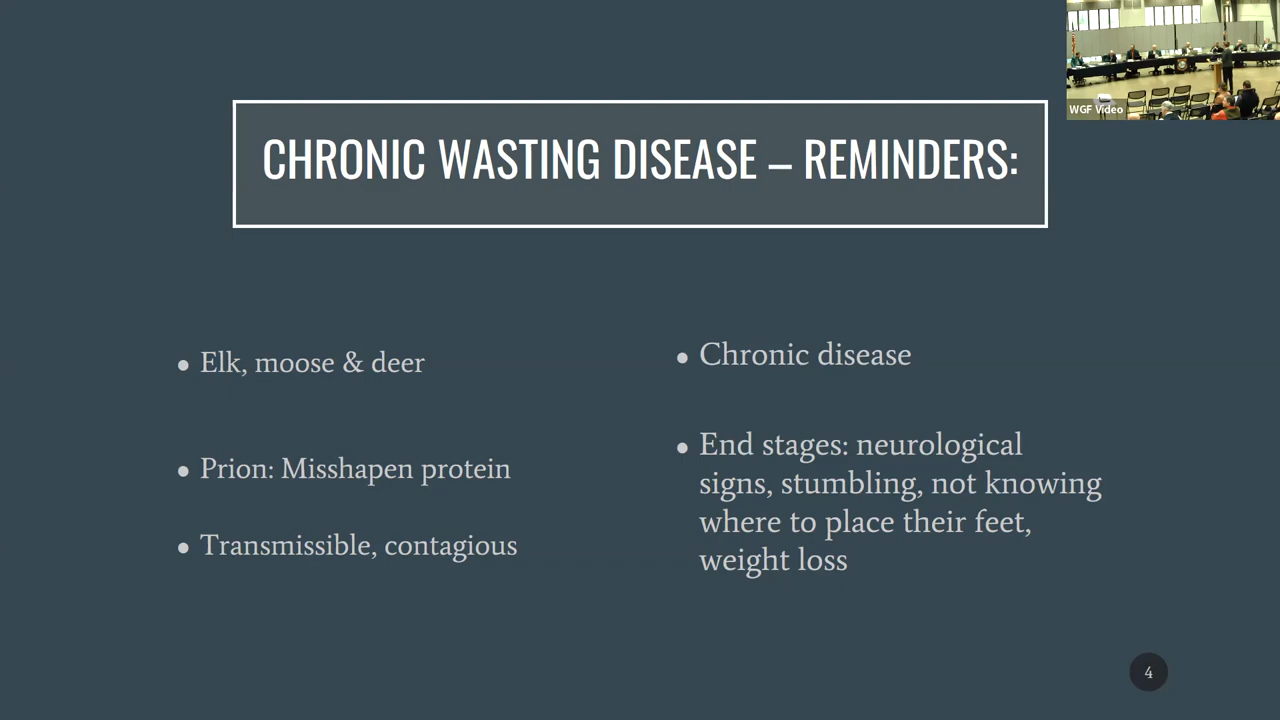 WGF Video
CHRONIC WASTING DISEASE – REMINDERS:
• Elk, moose & deer
• Prion: Misshapen protein
• Transmissible, contagious
• Chronic disease
• End stages: neurological
signs, stumbling, not knowing
where to place their feet,
weight loss
4